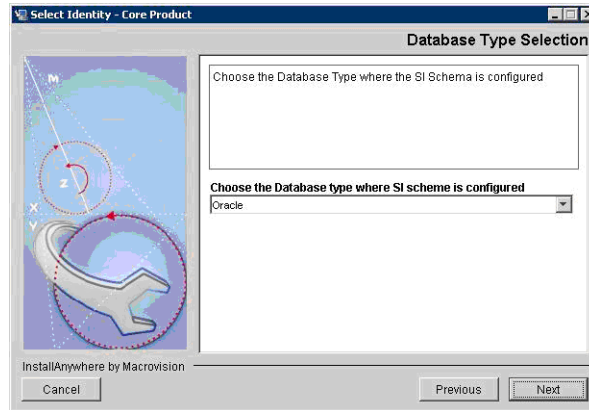 Select Identity - Core Product
Database Type Selection
M
Z
X
Y
Choose the Database Type where the SI Schema is configured
Choose the Database type where SI scheme is configured
Oracle
InstallAnywhere by Macrovision
Cancel
Previous
Next